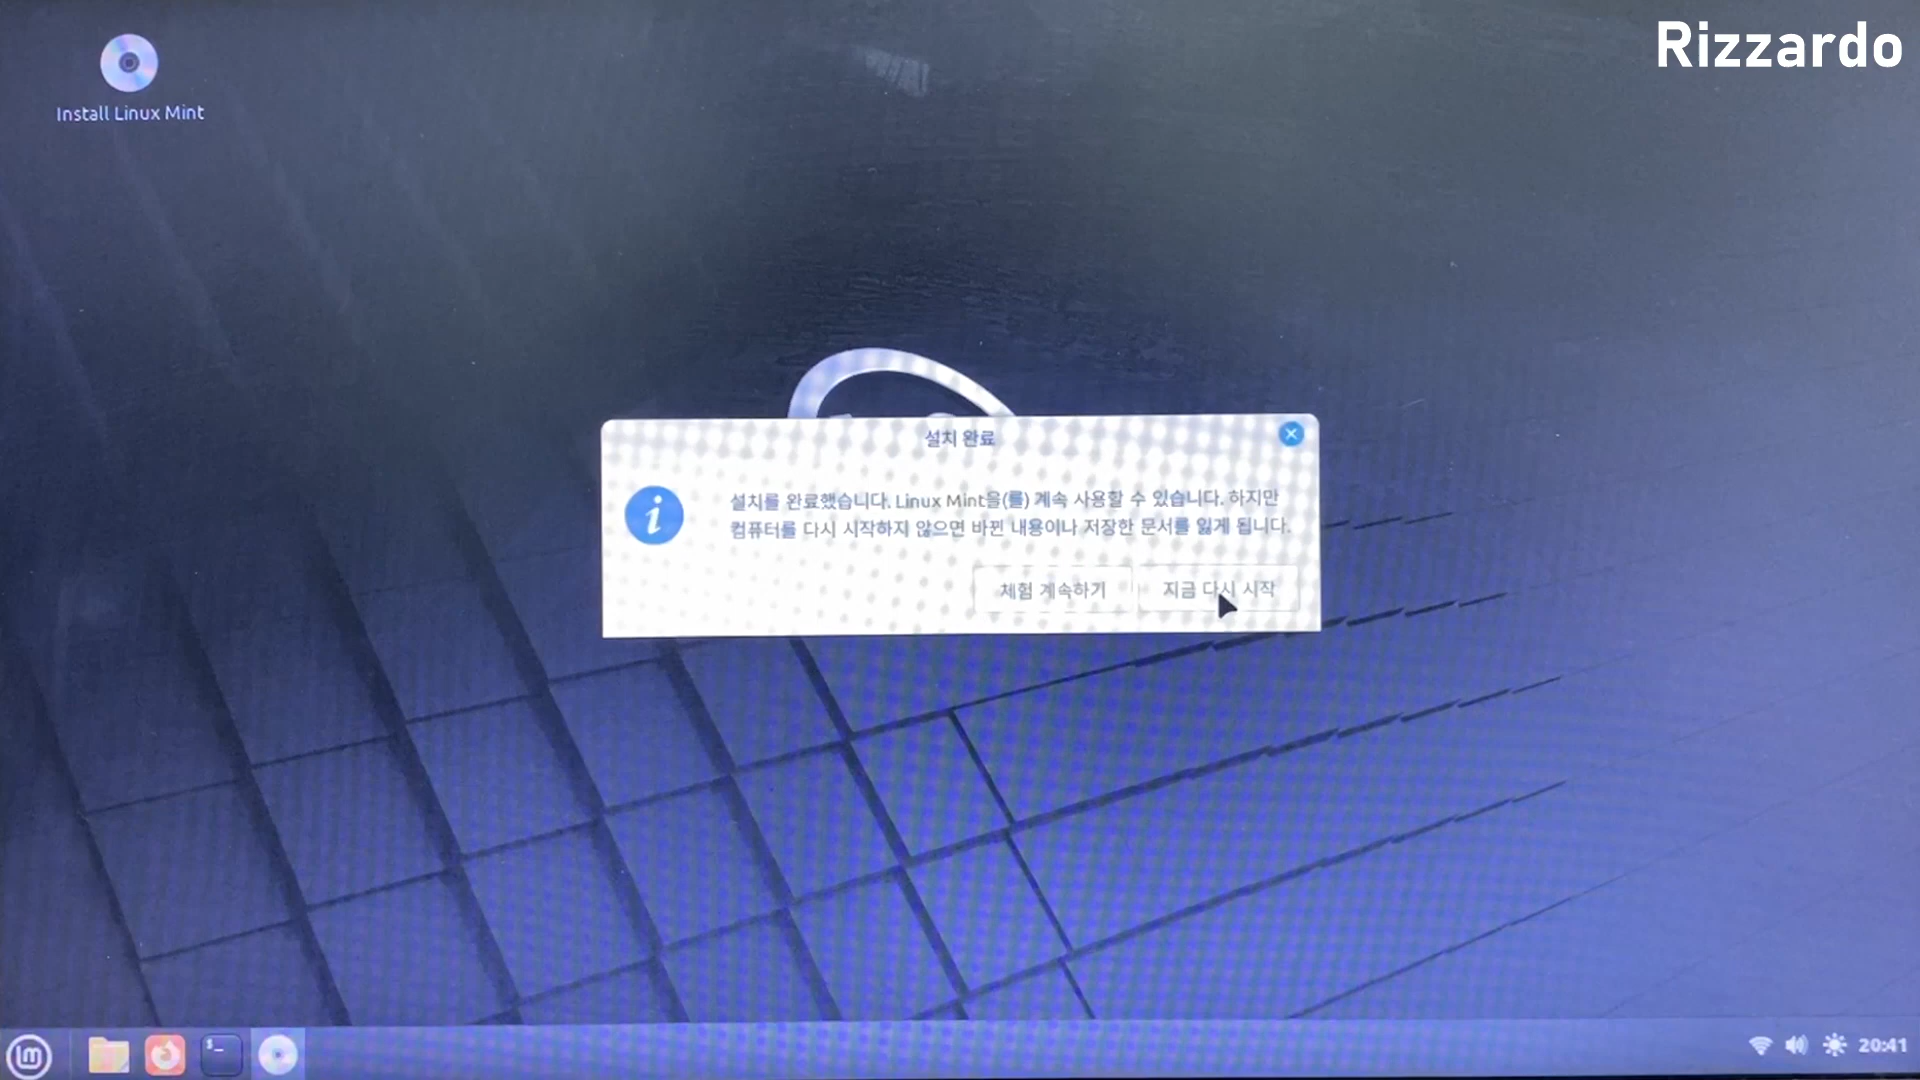 Rizzardo
Install Linux Mint
설치 완료
설치를 완료했습니다. Linux Mint을(를) 계속 사용할 수 있습니다. 하지만
컴퓨터를 다시 시작하지 않으면 바뀐 내용이나 저장한 문서를 잃게 됩니다.
체험 계속하기
지금 다시 시작
20:41